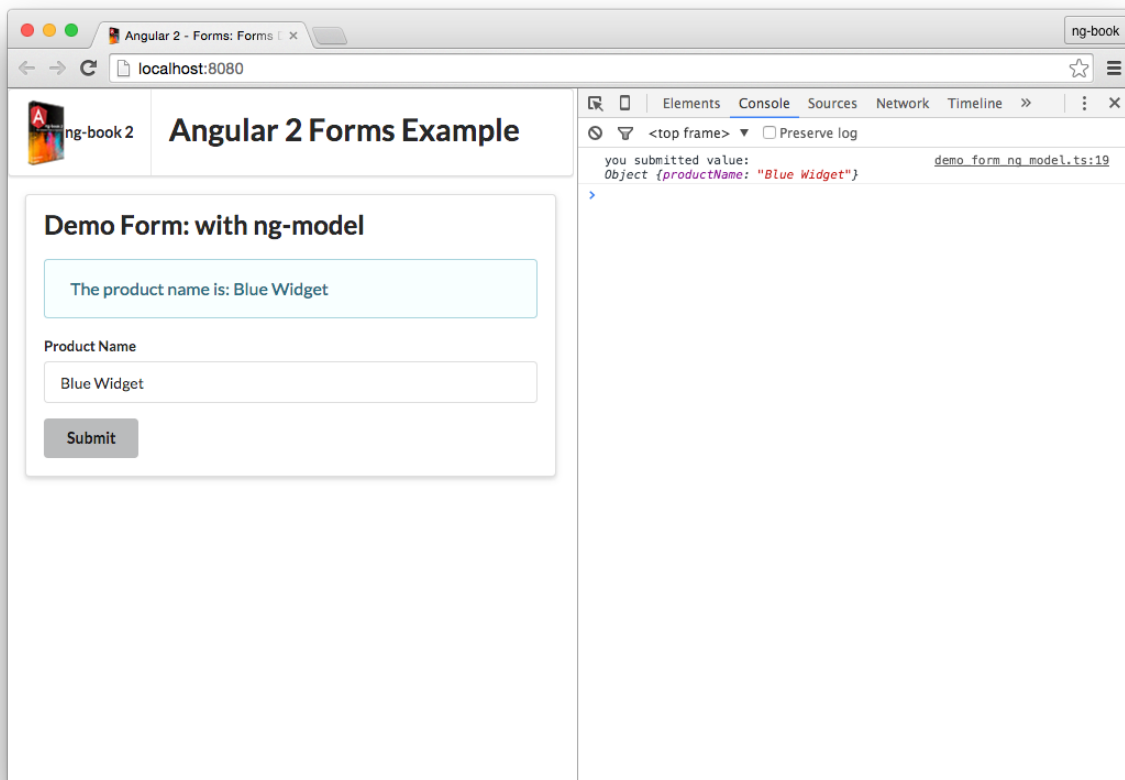 Angular 2 - Forms: Forms
ng-book
localhost:8080
ng-book 2
Angular 2 Forms Example
Elements Console Sources Network Timeline »
<top frame> ▼ Preserve log
you submitted value: demo_form_ng_model.ts:19
Object {productName: "Blue Widget"}
>
Demo Form: with ng-model
The product name is: Blue Widget
Product Name
Blue Widget
Submit